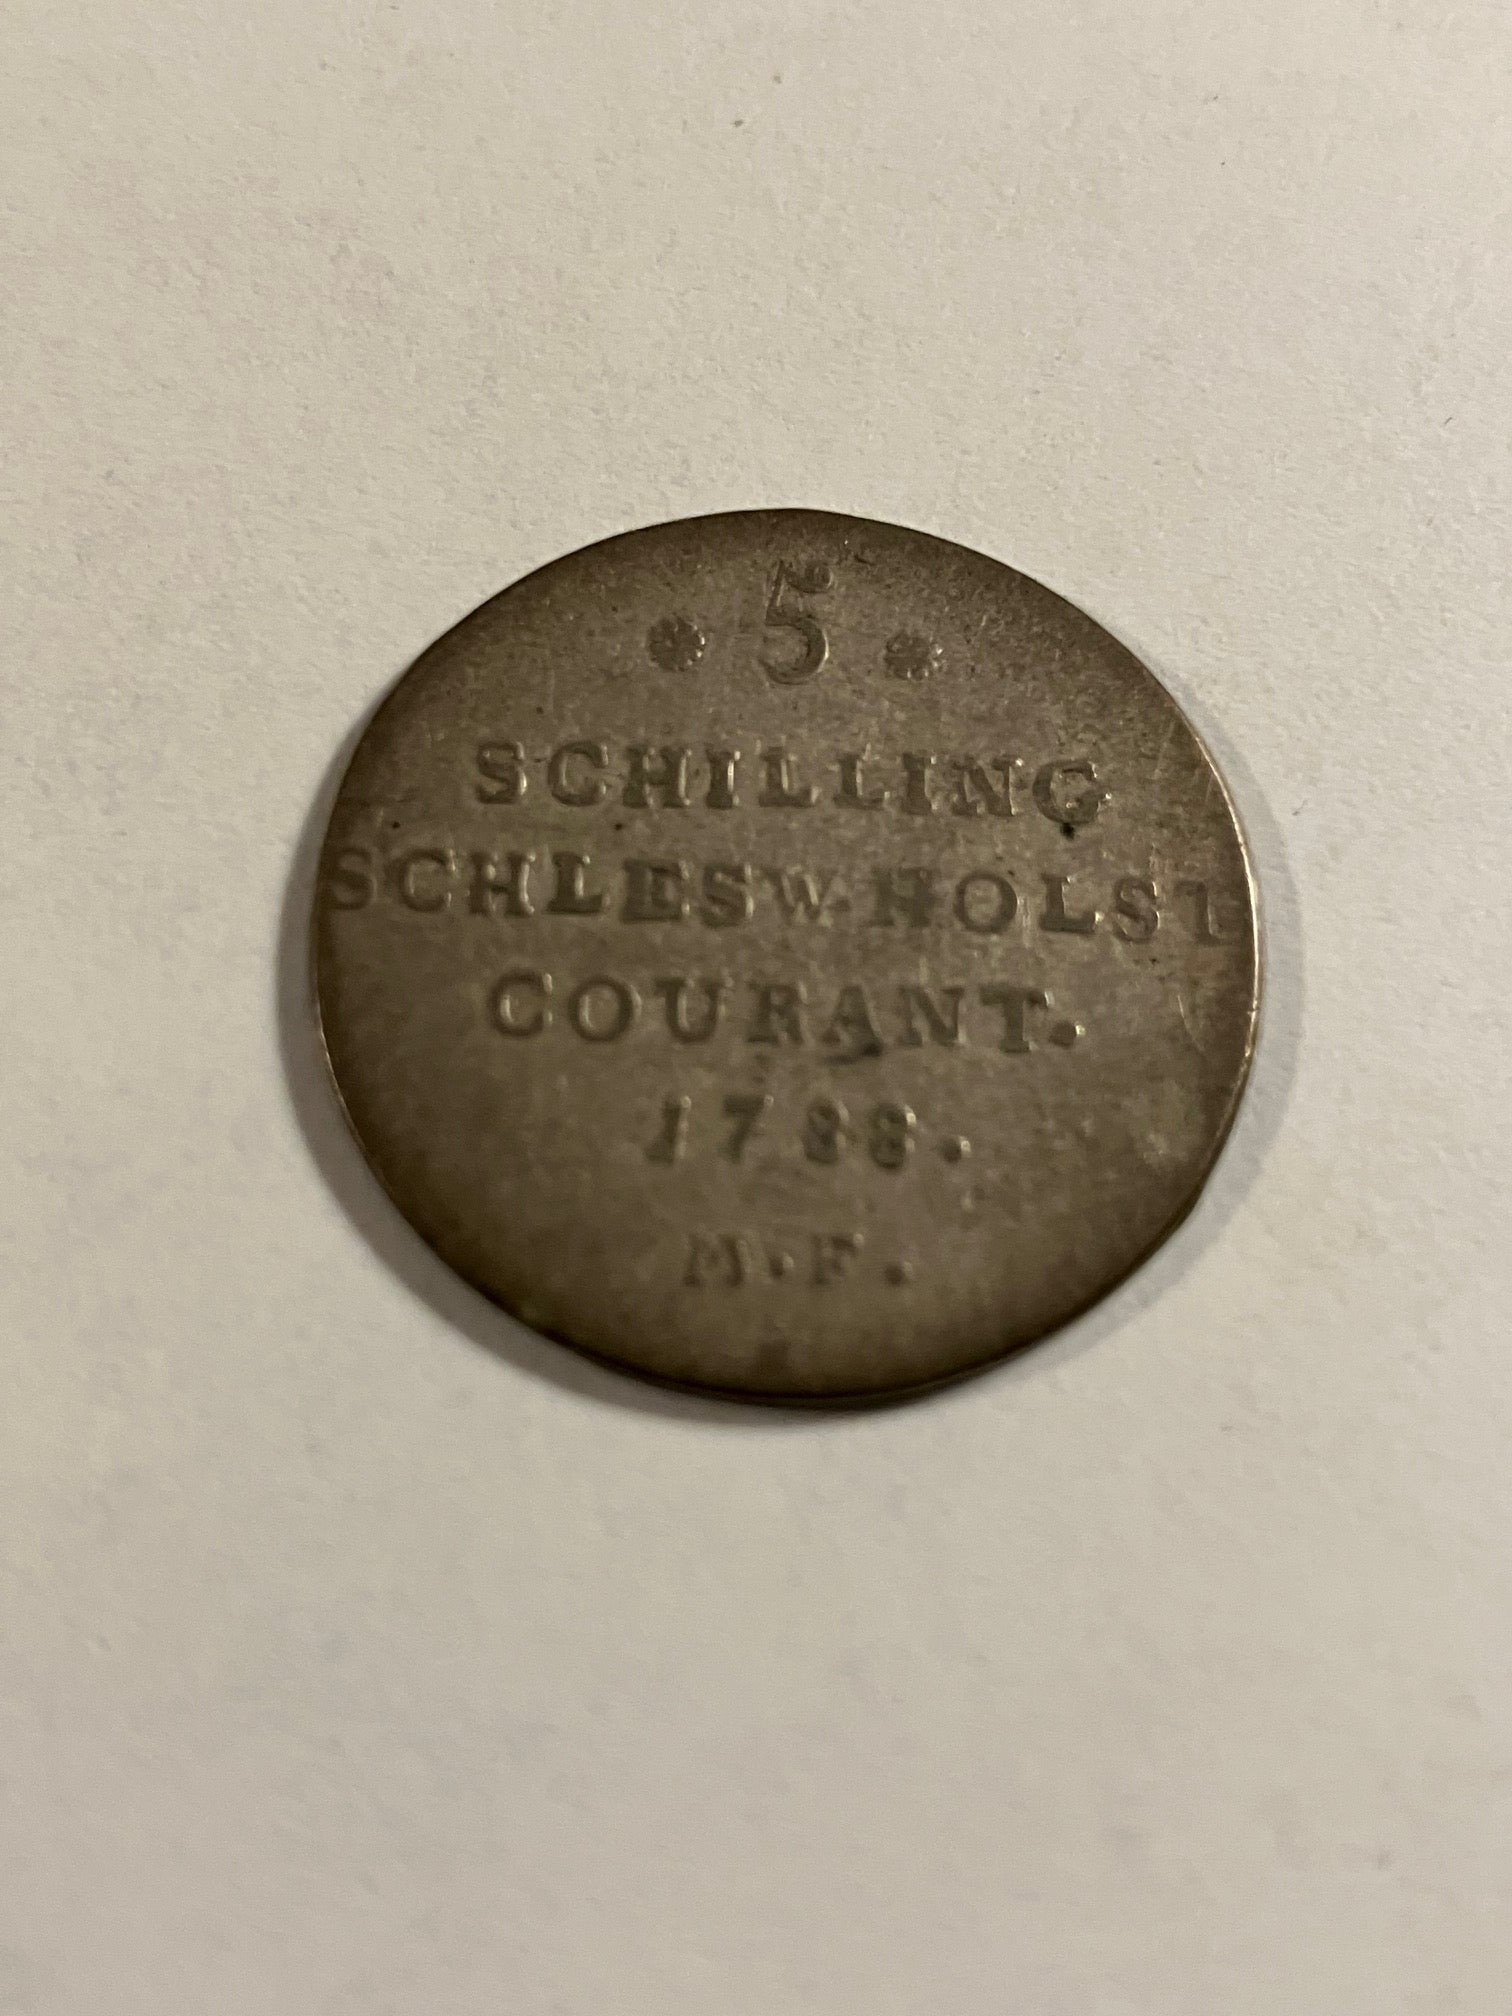 5
SCHILLING
SCHLESW. HOLST
COURANT.
1788.
M. F.